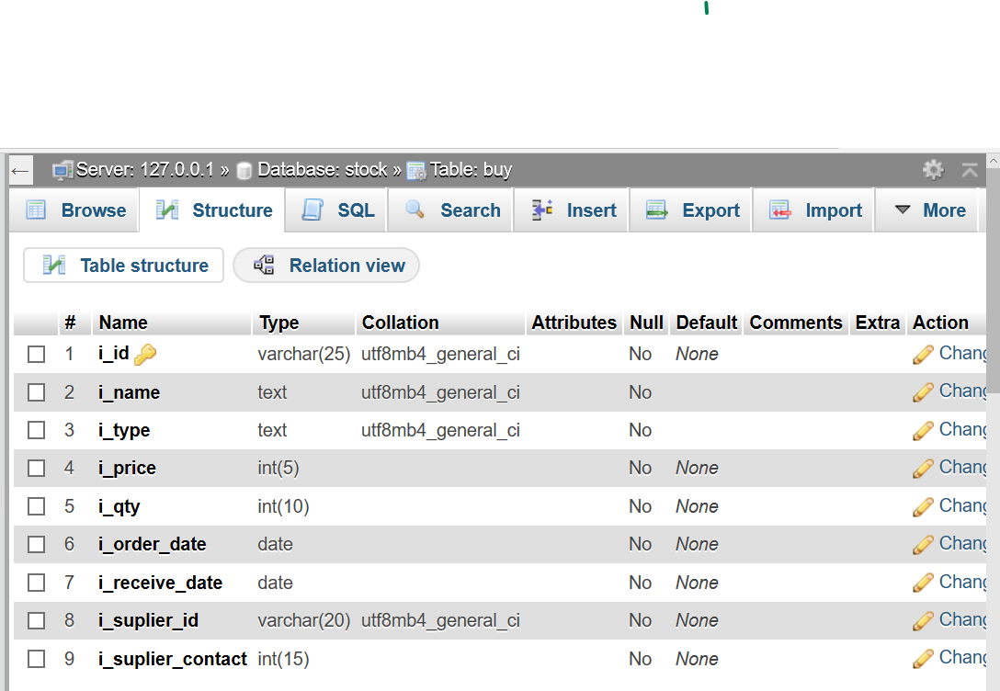 ← Server: 127.0.0.1 » Database: stock » Table: buy
Browse Structure SQL Search Insert Export Import More
Table structure Relation view
# Name Type Collation Attributes Null Default Comments Extra Action
1 i_id varchar(25) utf8mb4_general_ci No None Chang
2 i_name text utf8mb4_general_ci No Chang
3 i_type text utf8mb4_general_ci No Chang
4 i_price int(5) No None Chang
5 i_qty int(10) No None Chang
6 i_order_date date No None Chang
7 i_receive_date date No None Chang
8 i_suplier_id varchar(20) utf8mb4_general_ci No None Chang
9 i_suplier_contact int(15) No None Chang